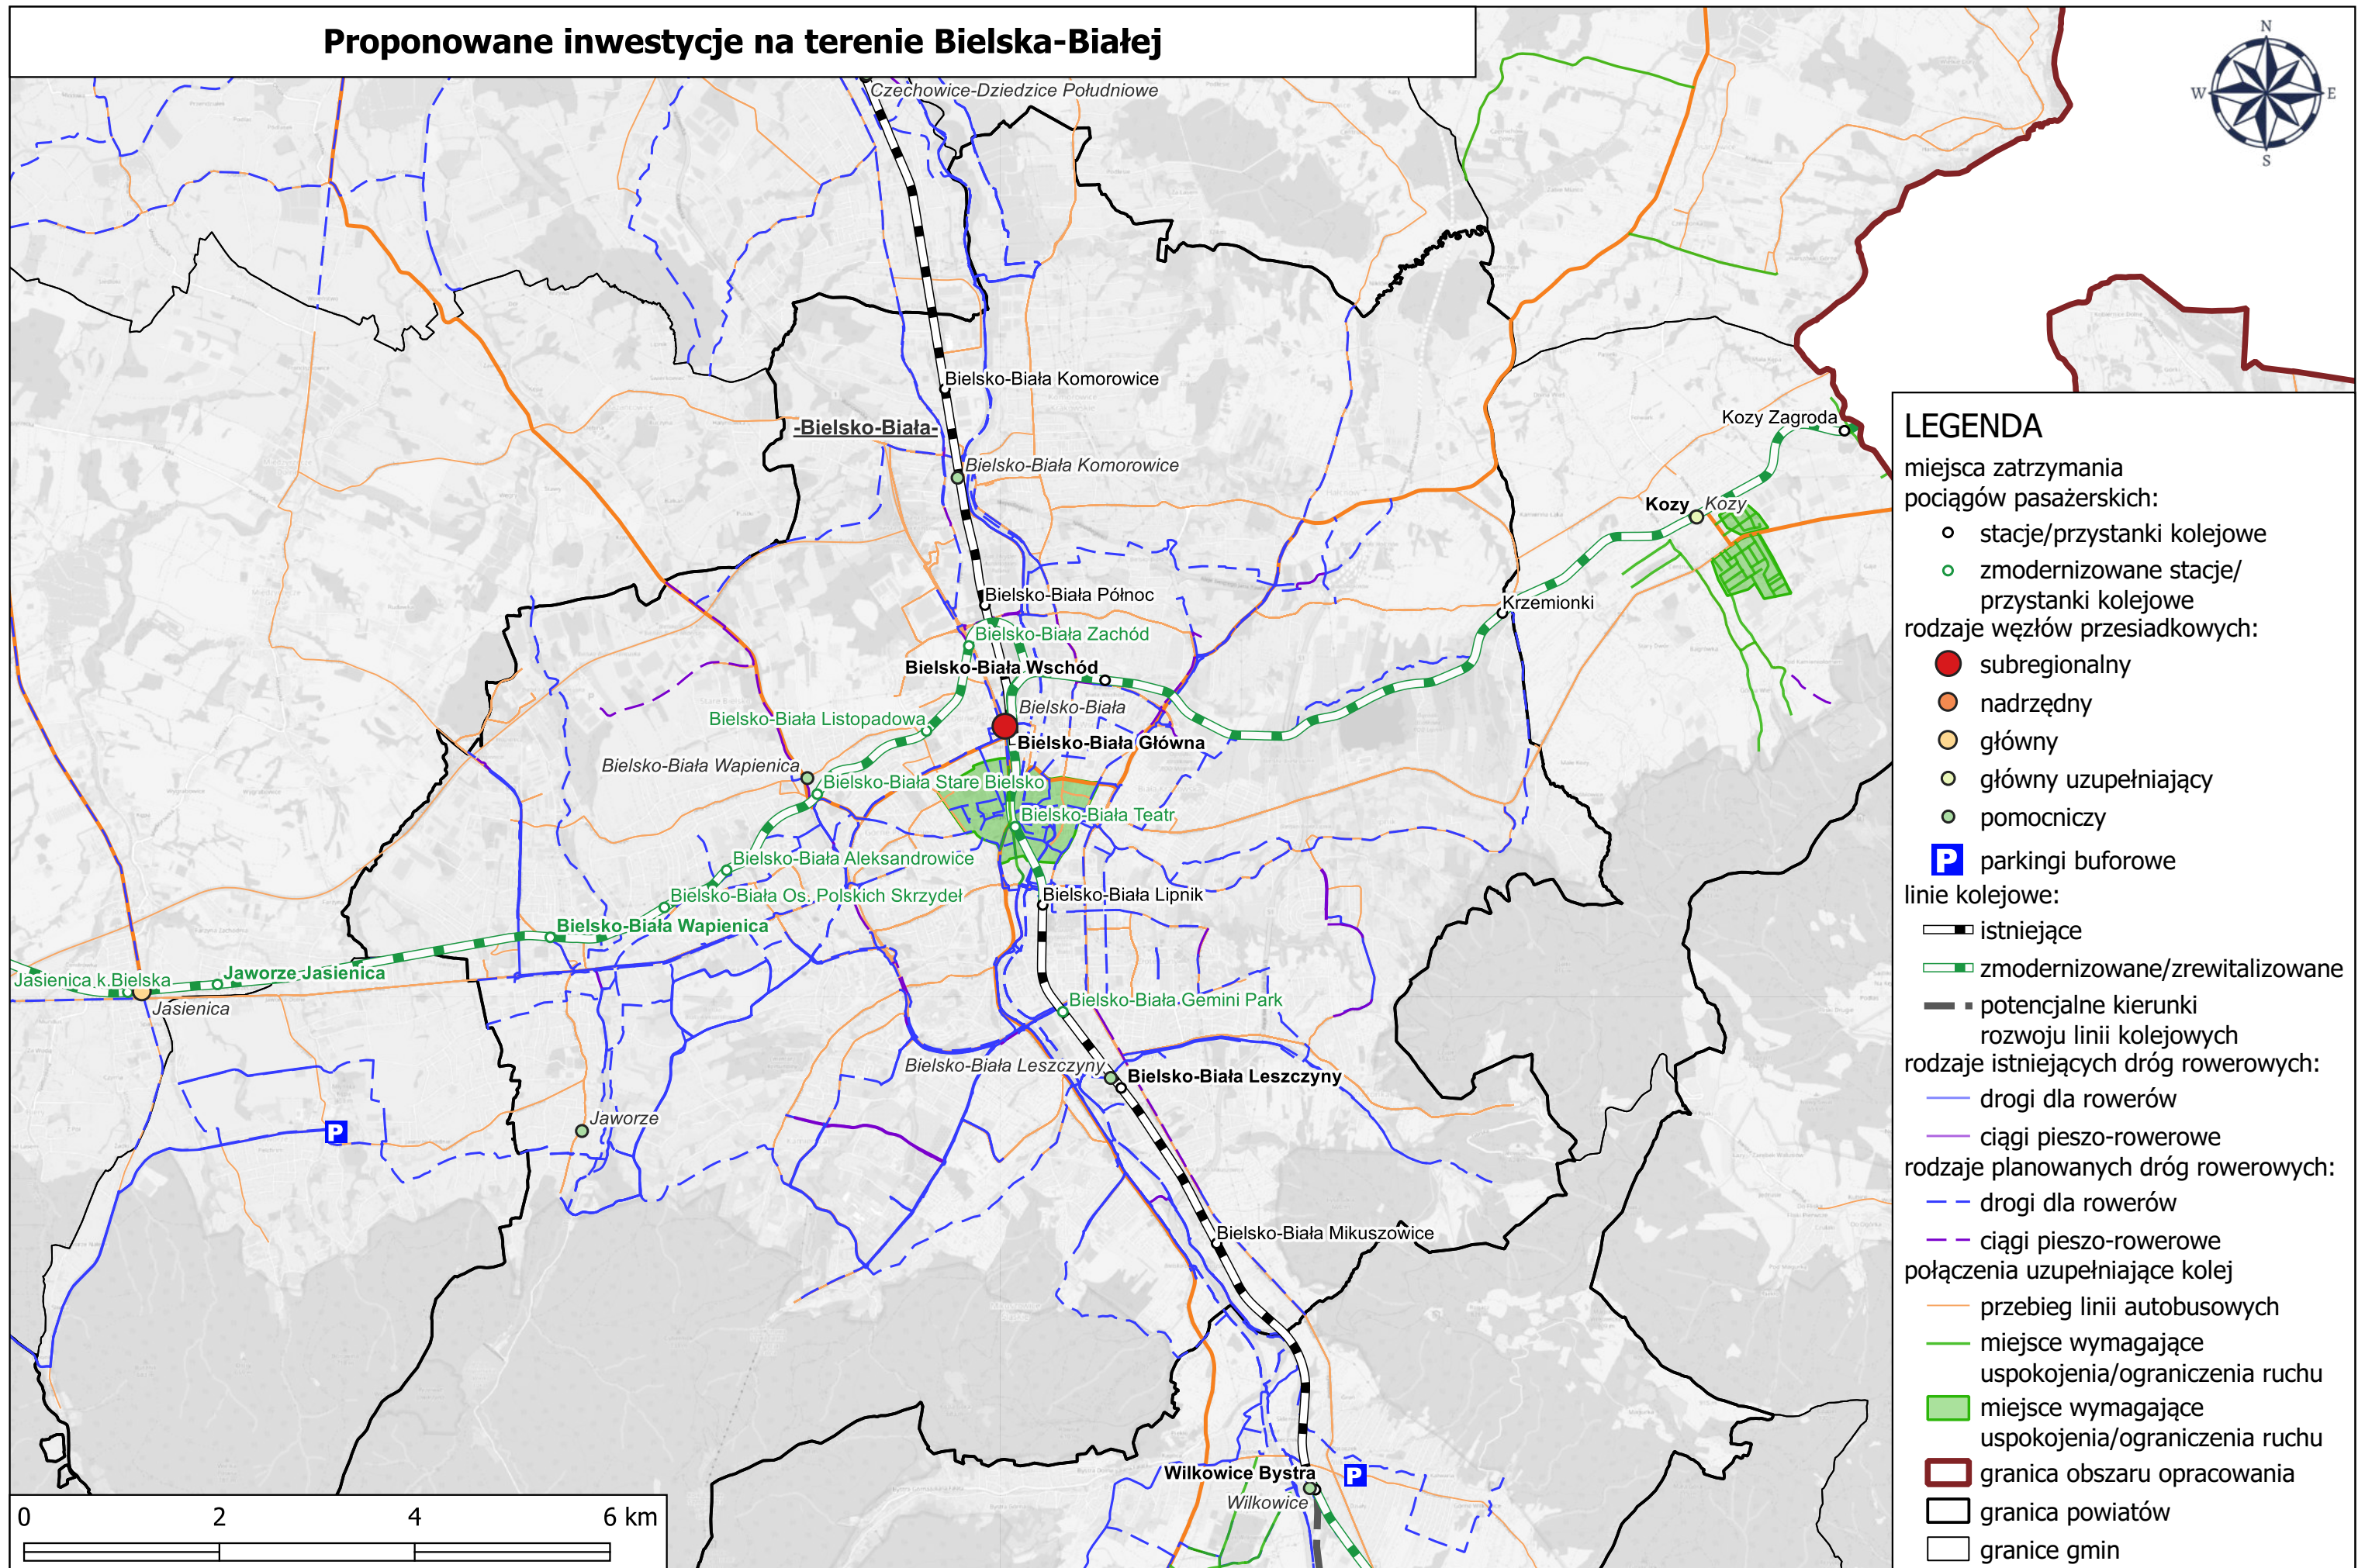 Proponowane inwestycje na terenie Bielska-Białej
N
W
E
S
Czechowice-Dziedzice Południowe
Bielsko-Biała Komorowice
-Bielsko-Biała-
Bielsko-Biała Komorowice
Kozy Zagroda
Kozy
Kozy
Bielsko-Biała Północ
Krzemionki
Bielsko-Biała Zachód
Bielsko-Biała Wschód
Bielsko-Biała
Bielsko-Biała Listopadowa
Bielsko-Biała Główna
Bielsko-Biała Wapienica
Bielsko-Biała Stare Bielsko
Bielsko-Biała Teatr
Bielsko-Biała Aleksandrowice
Bielsko-Biała Os. Polskich Skrzydeł
Bielsko-Biała Lipnik
Bielsko-Biała Wapienica
Jaworze Jasienica
Jasienica k.Bielska
Jasienica
Bielsko-Biała Gemini Park
Bielsko-Biała Leszczyny
Bielsko-Biała Leszczyny
Jaworze
P
Bielsko-Biała Mikuszowice
Wilkowice Bystra
P
Wilkowice
0 2 4 6 km
LEGENDA
miejsca zatrzymania
pociągów pasażerskich:
stacje/przystanki kolejowe
zmodernizowane stacje/
przystanki kolejowe
rodzaje węzłów przesiadkowych:
subregionalny
nadrzędny
główny
główny uzupełniający
pomocniczy
P parkingi buforowe
linie kolejowe:
istniejące
zmodernizowane/zrewitalizowane
potencjalne kierunki
rozwoju linii kolejowych
rodzaje istniejących dróg rowerowych:
drogi dla rowerów
ciągi pieszo-rowerowe
rodzaje planowanych dróg rowerowych:
drogi dla rowerów
ciągi pieszo-rowerowe
połączenia uzupełniające kolej
przebieg linii autobusowych
miejsce wymagające
uspokojenia/ograniczenia ruchu
miejsce wymagające
uspokojenia/ograniczenia ruchu
granica obszaru opracowania
granica powiatów
granice gmin